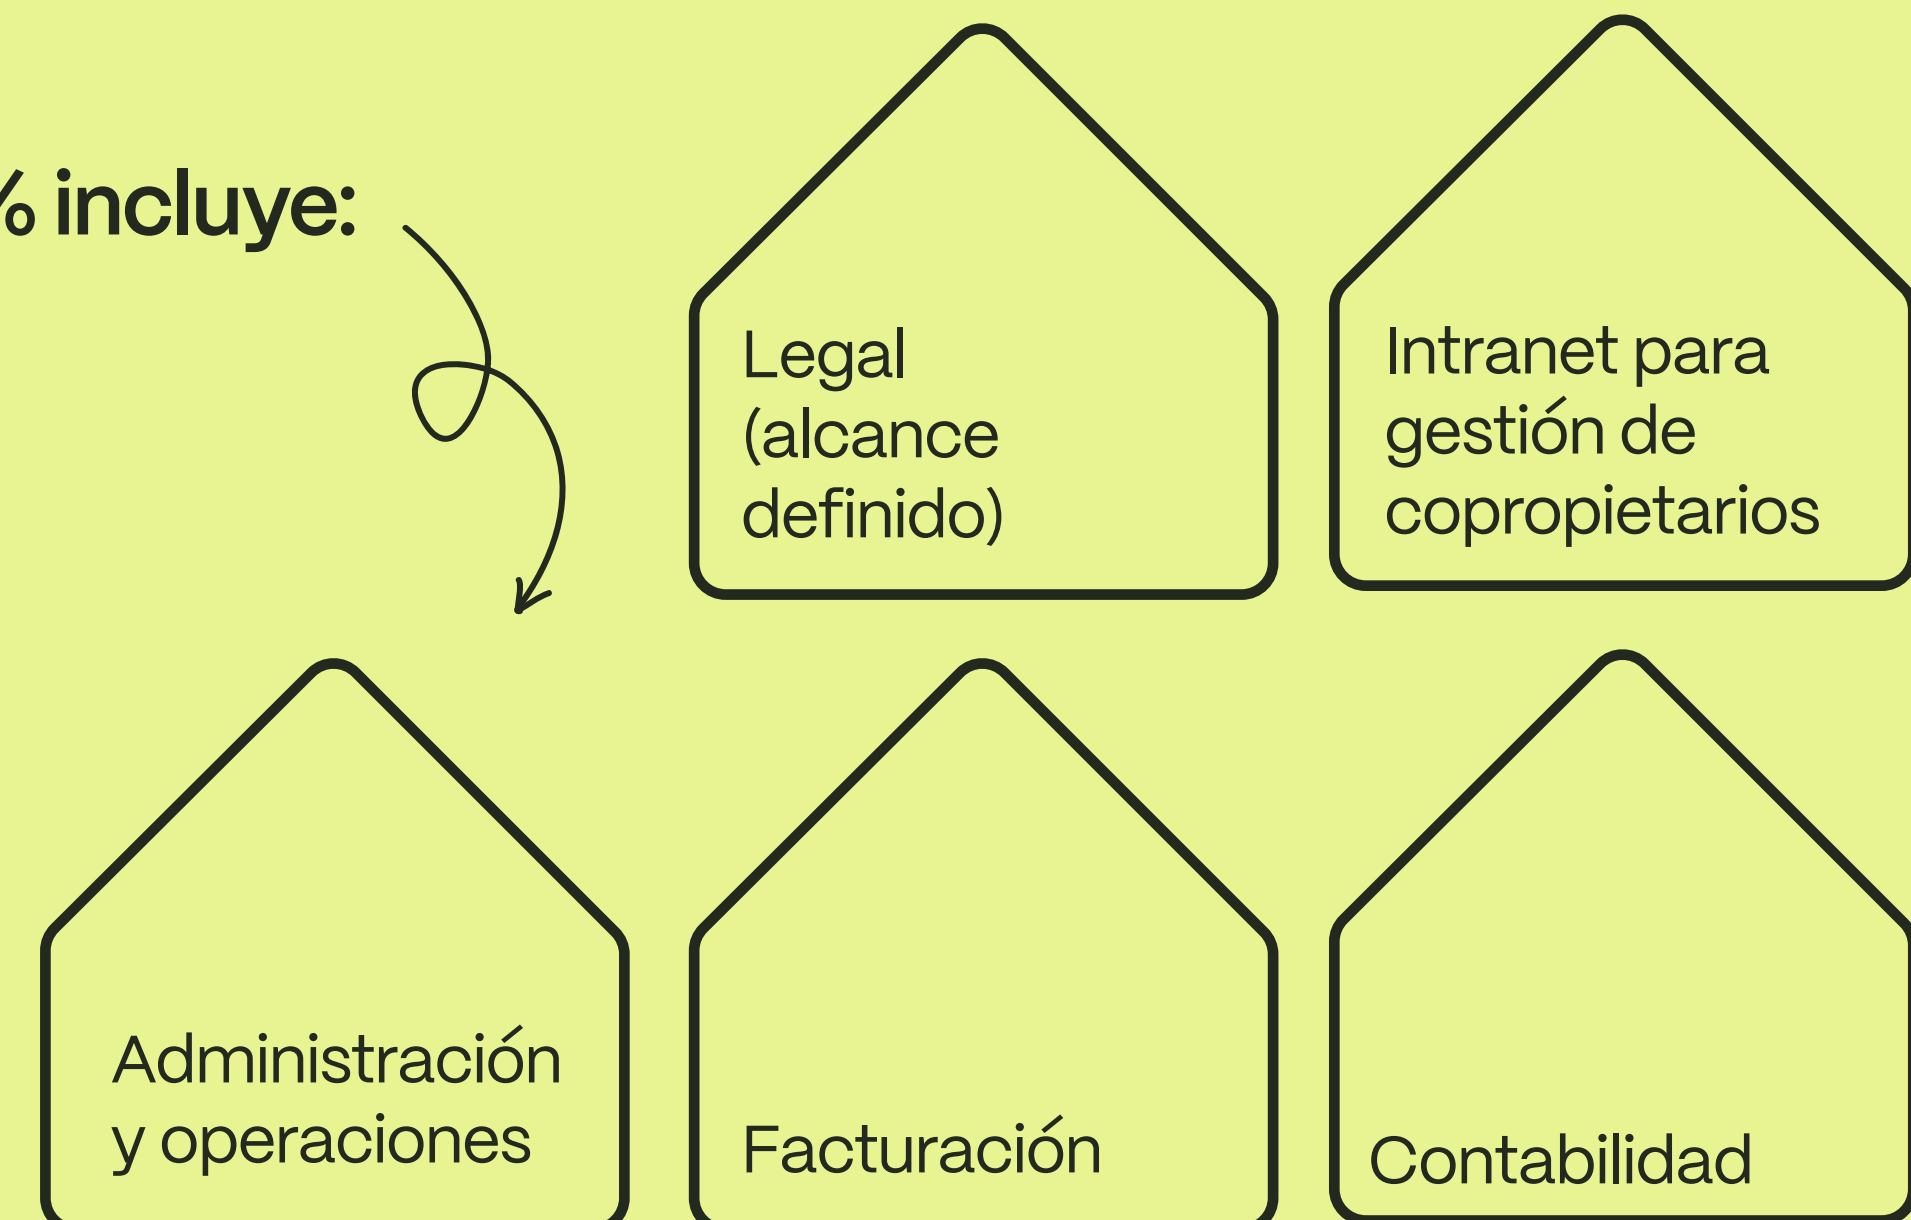 % incluye:
Legal
(alcance
definido)
Intranet para
gestión de
copropietarios
Administración
y operaciones
Facturación
Contabilidad